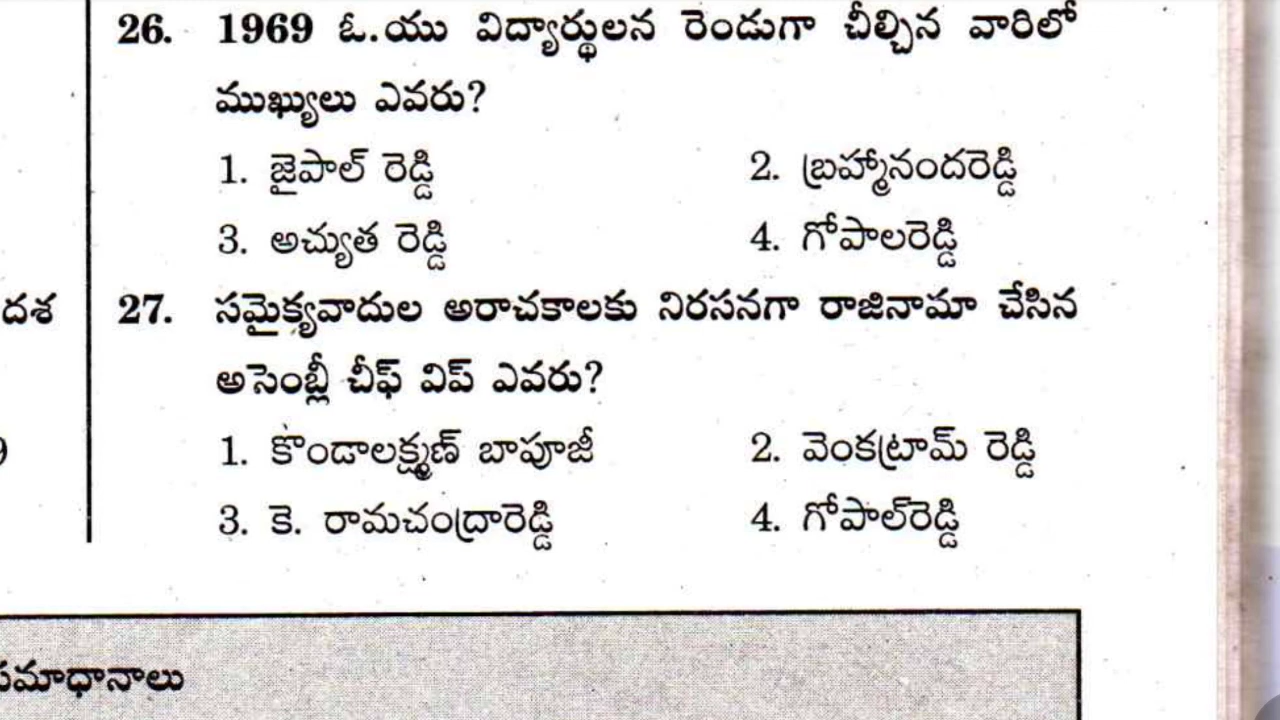 26. 1969 ఓ.యు విద్యార్థులన రెండుగా చీల్చిన వారిలో
ముఖ్యులు ఎవరు?
1. జైపాల్ రెడ్డి 2. బ్రహ్మానందరెడ్డి
3. అచ్యుత రెడ్డి 4. గోపాలరెడ్డి
దశ
27. సమైక్యవాదుల అరాచకాలకు నిరసనగా రాజినామా చేసిన
అసెంబ్లీ చీఫ్ విప్ ఎవరు?
1. కొండాలక్ష్మణ్ బాపూజీ 2. వెంకట్రామ్ రెడ్డి
3. కె. రామచంద్రారెడ్డి 4. గోపాల్‌రెడ్డి
సమాధానాలు